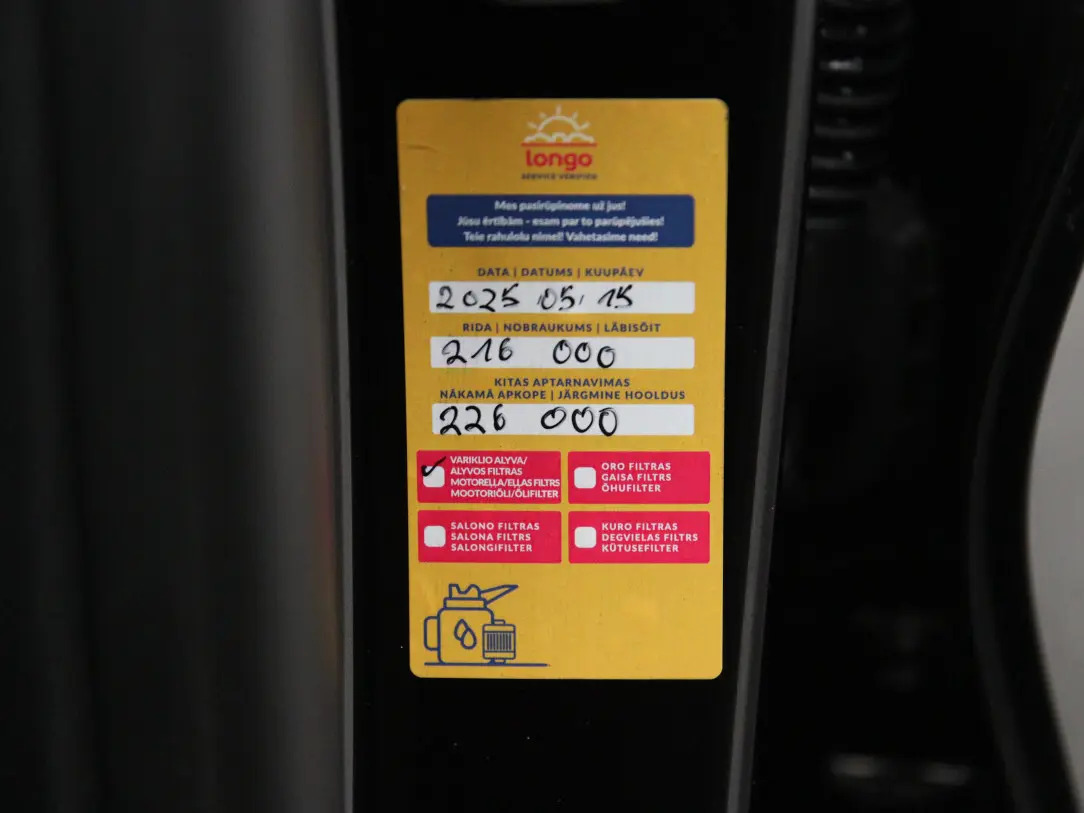 longo
SERVICE VERIFIED
Mes pasirūpinome už jus!
Jūsu ērtībām - esam par to parūpējušies!
Teie rahulolu nimel! Vahetasime need!
DATA | DATUMS | KUUPÄEV
2025 05 15
RIDA | NOBRAUKUMS | LÄBISÕIT
216 000
KITAS APTARNAVIMAS
NĀKAMĀ APKOPE | JÄRGMINE HOOLDUS
226 000
VARIKLIO ALYVA/
ALYVOS FILTRAS
MOTOREĻĻA/EĻĻAS FILTRS
MOOTORIÕLI/ÕLIFILTER
ORO FILTRAS
GAISA FILTRS
ÕHUFILTER
SALONO FILTRAS
SALONA FILTRS
SALONGIFILTER
KURO FILTRAS
DEGVIELAS FILTRS
KÜTUSEFILTER